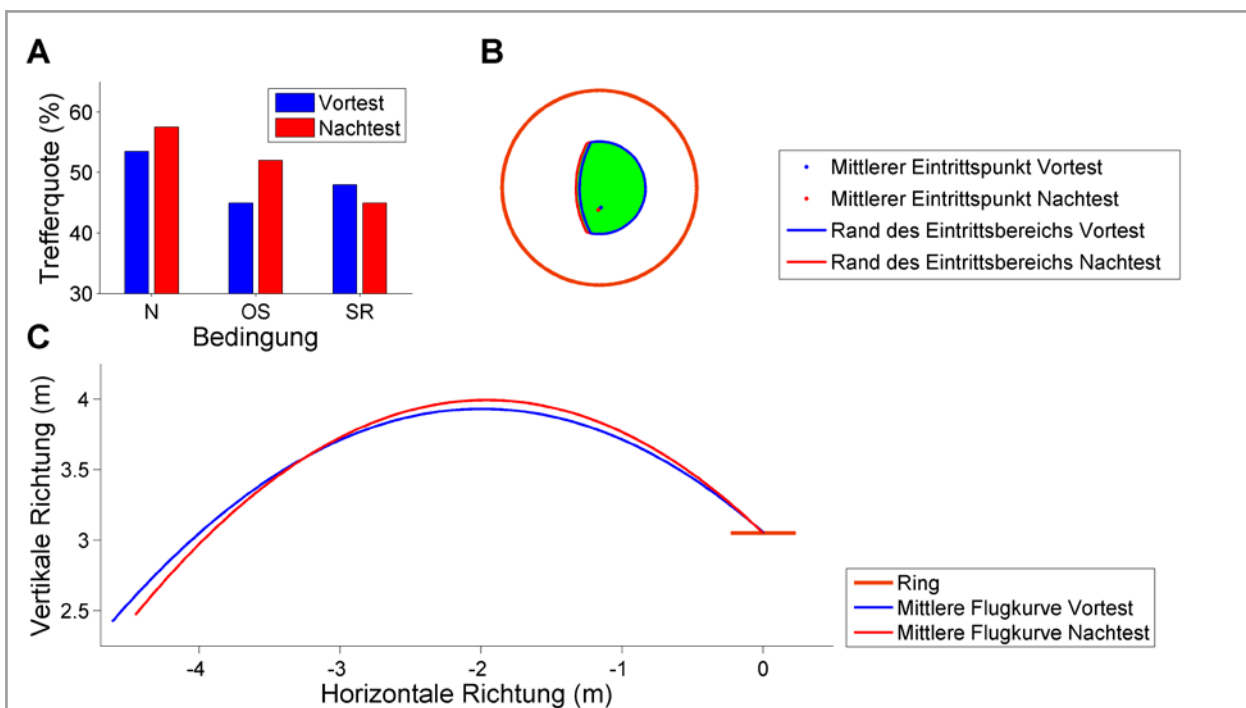 A
Trefferquote (%)
60
50
40
30
Vortest
Nachtest
N OS SR
Bedingung
B
Mittlerer Eintrittspunkt Vortest
Mittlerer Eintrittspunkt Nachtest
Rand des Eintrittsbereichs Vortest
Rand des Eintrittsbereichs Nachtest
C
Vertikale Richtung (m)
4
3.5
3
2.5
-4 -3 -2 -1 0
Horizontale Richtung (m)
Ring
Mittlere Flugkurve Vortest
Mittlere Flugkurve Nachtest